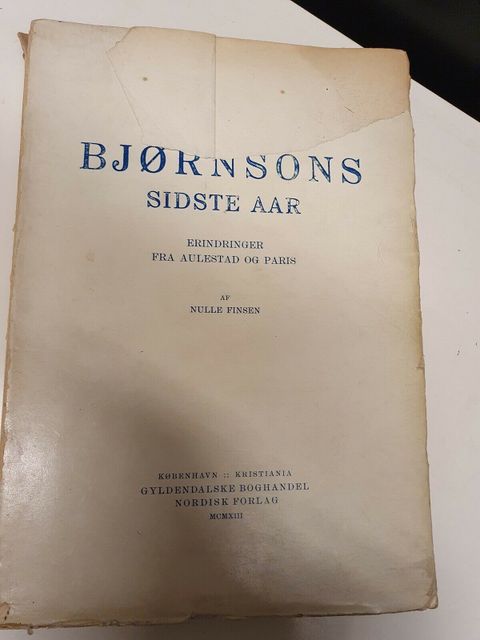 BJØRNSONS
SIDSTE AAR
ERINDRINGER
FRA AULESTAD OG PARIS
AF
NULLE FINSEN
KØBENHAVN :: KRISTIANIA
GYLDENDALSKE BOGHANDEL
NORDISK FORLAG
MCMXIII